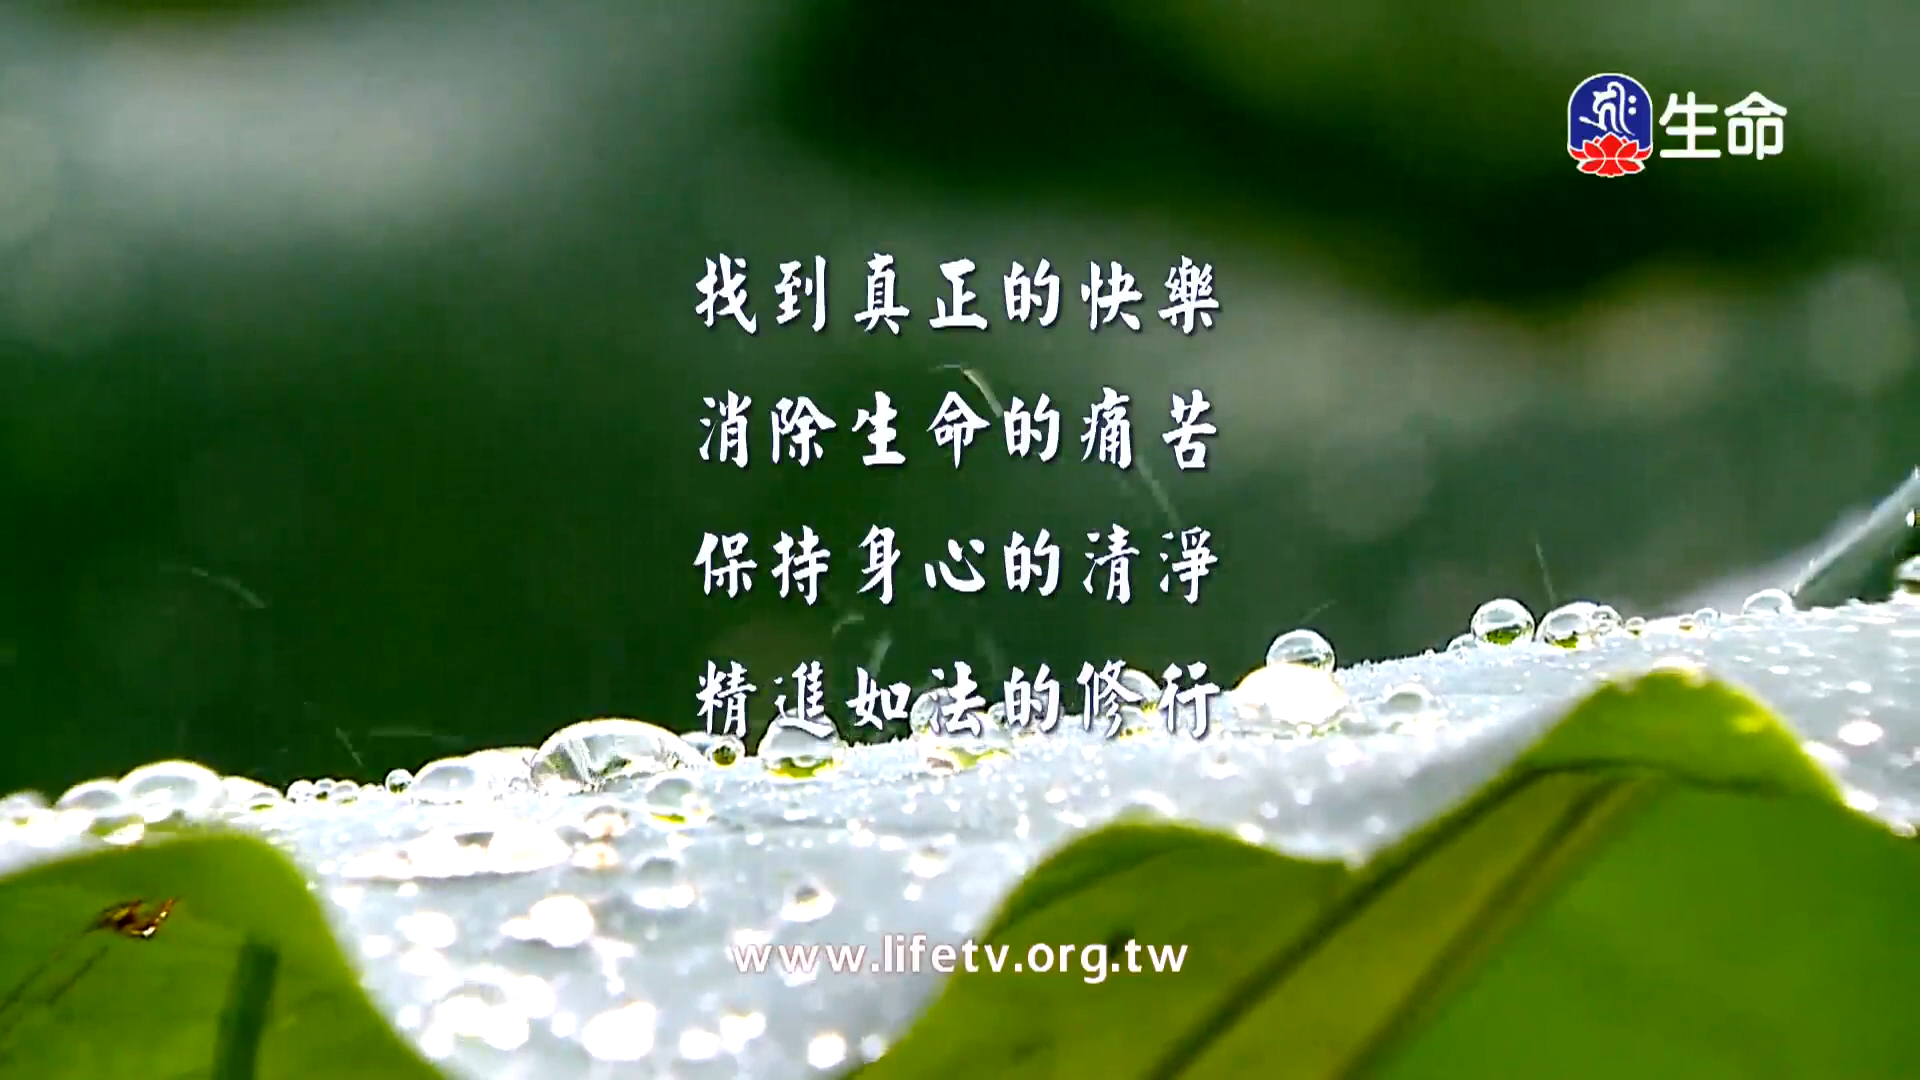 生命
找到真正的快樂
消除生命的痛苦
保持身心的清淨
精進如法的修行
www.lifetv.org.tw